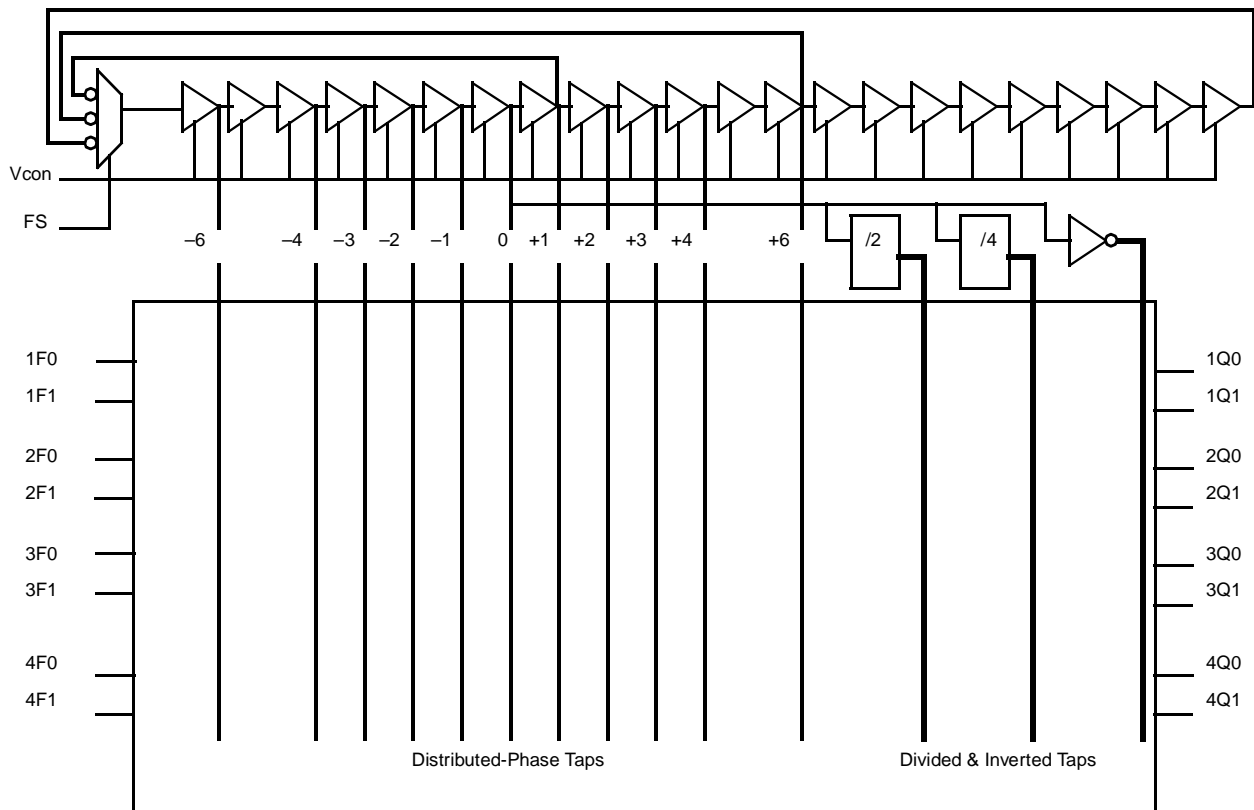 Vcon
FS
–6 –4 –3 –2 –1 0 +1 +2 +3 +4 +6 /2 /4
1F0 1Q0
1F1 1Q1
2F0 2Q0
2F1 2Q1
3F0 3Q0
3F1 3Q1
4F0 4Q0
4F1 4Q1
Distributed-Phase Taps Divided & Inverted Taps